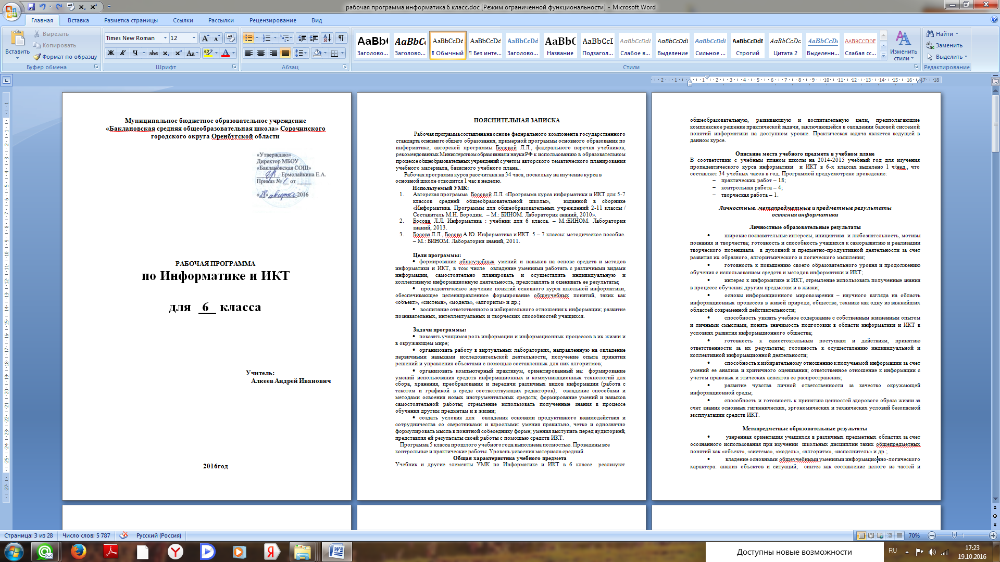 рабочая программа информатика 6 класс.doc [Режим ограниченной функциональности] - Microsoft Word
Главная Вставка Разметка страницы Ссылки Рассылки Рецензирование Вид
Вставить
Вырезать
Копировать
Формат по образцу
Буфер обмена
Times New Roman 12
Шрифт
Абзац
Заголово... Заголово... ¶ Обычный ¶ Без инте... Заголово... Название Подзагол... Слабое в... Выделение Сильное ... Строгий Цитата 2 Выделенн... Слабая сс...
Стили
Изменить стили
Найти
Заменить
Выделить
Редактирование
Муниципальное бюджетное образовательное учреждение
«Баклановская средняя общеобразовательная школа» Сорочинского
городского округа Оренбугской области
«Утверждаю»
Директор МБОУ
«Баклановская СОШ»
Ермолайкина Е.А.
Приказ № от
«28» августа 2016
РАБОЧАЯ ПРОГРАММА
по Информатике и ИКТ
для 6 класса
Учитель:
Алкеев Андрей Иванович
2016год
ПОЯСНИТЕЛЬНАЯ ЗАПИСКА
Рабочая программа составлена на основе федерального компонента государственного
стандарта основного общего образования, примерной программы основного образования по
информатике, авторской программы Босовой Л.Л., федерального перечня учебников,
рекомендованных Министерством образования и науки РФ к использованию в образовательном
процессе общеобразовательных учреждений с учетом авторского тематического планирования
учебного материала, базисного учебного плана..
Рабочая программа курса рассчитана на 34 часа, поскольку на изучение курса в
основной школе отводится 1 час в неделю.
Используемый УМК:
1. Авторская программа Босовой Л.Л. «Программа курса информатики и ИКТ для 5-7
классов средней общеобразовательной школы», изданной в сборнике
«Информатика. Программы для общеобразовательных учреждений 2-11 классы /
Составитель М.Н. Бородин. – М.: БИНОМ. Лаборатория знаний, 2010».
2. Босова Л.Л. Информатика : учебник для 6 класса. – М.:БИНОМ. Лаборатория
знаний, 2013.
3. Босова Л.Л., Босова А.Ю. Информатика и ИКТ. 5 – 7 классы: методическое пособие.
– М.: БИНОМ. Лаборатория знаний, 2011.
Цели программы:
• формирование общеучебных умений и навыков на основе средств и методов
информатики и ИКТ, в том числе овладение умениями работать с различными видами
информации, самостоятельно планировать и осуществлять индивидуальную и
коллективную информационную деятельность, представлять и оценивать ее результаты;
• пропедевтическое изучение понятий основного курса школьной информатики,
обеспечивающее целенаправленное формирование общеучебных понятий, таких как
«объект», «система», «модель», «алгоритм» и др.;
• воспитание ответственного и избирательного отношения к информации; развитие
познавательных, интеллектуальных и творческих способностей учащихся.
Задачи программы:
• показать учащимся роль информации и информационных процессов в их жизни и
в окружающем мире;
• организовать работу в виртуальных лабораториях, направленную на овладение
первичными навыками исследовательской деятельности, получение опыта принятия
решений и управления объектами с помощью составленных для них алгоритмов;
• организовать компьютерный практикум, ориентированный на: формирование
умений использования средств информационных и коммуникационных технологий для
сбора, хранения, преобразования и передачи различных видов информации (работа с
текстом и графикой в среде соответствующих редакторов); овладение способами и
методами освоения новых инструментальных средств; формирование умений и навыков
самостоятельной работы; стремление использовать полученные знания в процессе
обучения другим предметам и в жизни;
• создать условия для овладения основами продуктивного взаимодействия и
сотрудничества со сверстниками и взрослыми: умения правильно, четко и однозначно
формулировать мысль в понятной собеседнику форме; умения выступать перед аудиторией,
представляя ей результаты своей работы с помощью средств ИКТ.
Программа 5 класса прошлого учебного года выполнена полностью. Проведены все
контрольные и практические работы. Уровень усвоения материала средний.
Общая характеристика учебного предмета
Учебник и другие элементы УМК по Информатике и ИКТ в 6 классе реализуют
общеобразовательную, развивающую и воспитательную цели, предполагающие
комплексное решение практической задачи, заключающейся в овладении базовой системой
понятий информатики на доступном уровне. Практическая задача является ведущей в
данном курсе.
Описание места учебного предмета в учебном плане
В соответствии с учебным планом школы на 2014-2015 учебный год для изучения
пропедевтического курса информатики и ИКТ в 6-х классах выделено 1 ч/нед., что
составляет 34 учебных часов в год. Программой предусмотрено проведение:
– практических работ – 18;
– контрольная работа – 4;
– творческая работа – 1.
Личностные, метапредметные и предметные результаты
освоения информатики
Личностные образовательные результаты
• широкие познавательные интересы, инициатива и любознательность, мотивы
познания и творчества; готовность и способность учащихся к саморазвитию и реализации
творческого потенциала в духовной и предметно-продуктивной деятельности за счет
развития их образного, алгоритмического и логического мышления;
• готовность к повышению своего образовательного уровня и продолжению
обучения с использованием средств и методов информатики и ИКТ;
• интерес к информатике и ИКТ, стремление использовать полученные знания
в процессе обучения другим предметам и в жизни;
• основы информационного мировоззрения – научного взгляда на область
информационных процессов в живой природе, обществе, технике как одну из важнейших
областей современной действительности;
• способность увязать учебное содержание с собственным жизненным опытом
и личными смыслами, понять значимость подготовки в области информатики и ИКТ в
условиях развития информационного общества;
• готовность к самостоятельным поступкам и действиям, принятию
ответственности за их результаты; готовность к осуществлению индивидуальной и
коллективной информационной деятельности;
• способность к избирательному отношению к получаемой информации за счет
умений ее анализа и критичного оценивания; ответственное отношение к информации с
учетом правовых и этических аспектов ее распространения;
• развитие чувства личной ответственности за качество окружающей
информационной среды;
• способность и готовность к принятию ценностей здорового образа жизни за
счет знания основных гигиенических, эргономических и технических условий безопасной
эксплуатации средств ИКТ.
Метапредметные образовательные результаты
• уверенная ориентация учащихся в различных предметных областях за счет
осознанного использования при изучении школьных дисциплин таких общепредметных
понятий как «объект», «система», «модель», «алгоритм», «исполнитель» и др.;
• владение основными общеучебными умениями информационно-логического
характера: анализ объектов и ситуаций; синтез как составление целого из частей и
Страница: 3 из 28 Число слов: 5 787 Русский (Россия) 70%
Доступны новые возможности
RU
17:23
19.10.2016